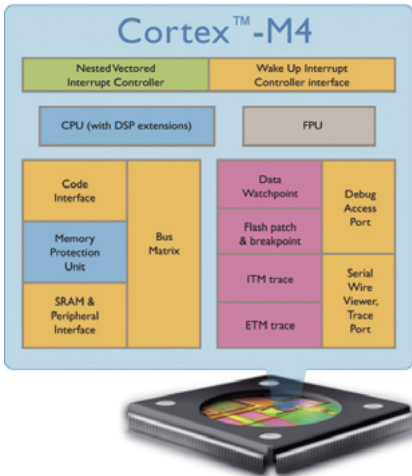 Cortex™-M4
Nested Vectored
Interrupt Controller
Wake Up Interrupt
Controller interface
CPU (with DSP extensions)
FPU
Code
Interface
Memory
Protection
Unit
SRAM &
Peripheral
Interface
Bus
Matrix
Data
Watchpoint
Flash patch
& breakpoint
ITM trace
ETM trace
Debug
Access
Port
Serial
Wire
Viewer,
Trace
Port